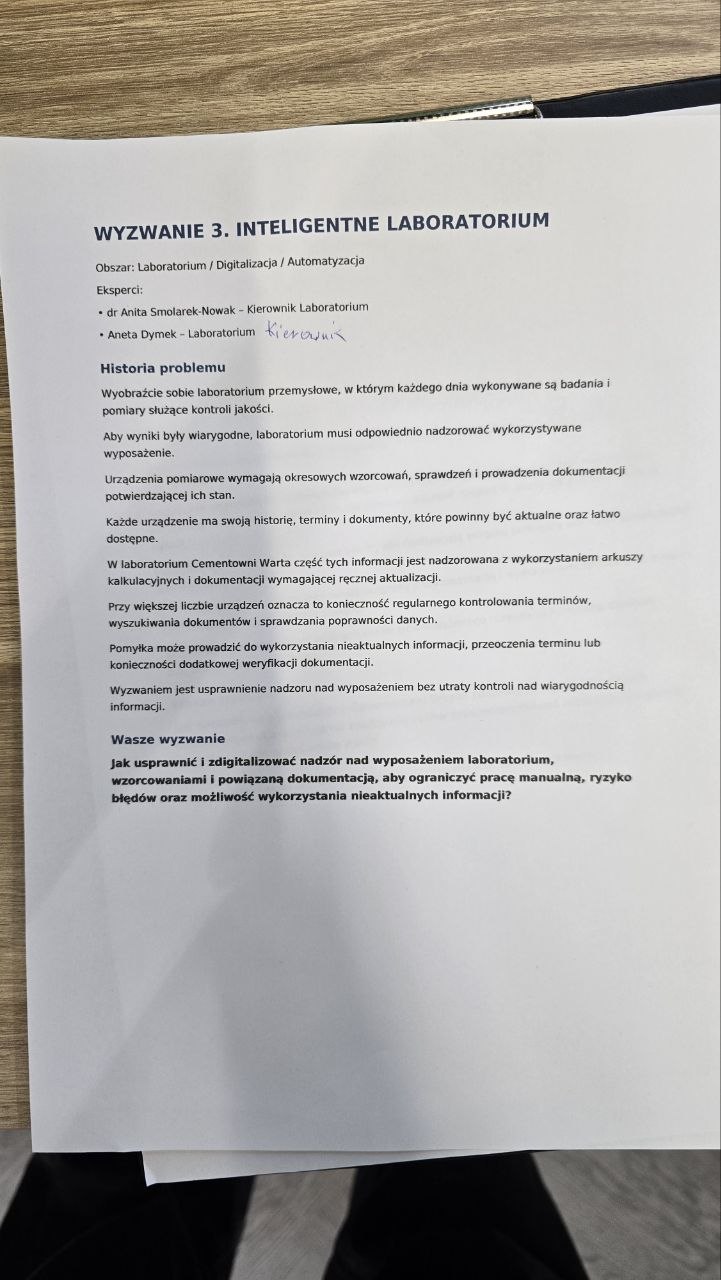 WYZWANIE 3. INTELIGENTNE LABORATORIUM
Obszar: Laboratorium / Digitalizacja / Automatyzacja
Eksperci:
• dr Anita Smolarek-Nowak – Kierownik Laboratorium
• Aneta Dymek – Laboratorium Kierownik
Historia problemu
Wyobraźcie sobie laboratorium przemysłowe, w którym każdego dnia wykonywane są badania i
pomiary służące kontroli jakości.
Aby wyniki były wiarygodne, laboratorium musi odpowiednio nadzorować wykorzystywane
wyposażenie.
Urządzenia pomiarowe wymagają okresowych wzorcowań, sprawdzeń i prowadzenia dokumentacji
potwierdzającej ich stan.
Każde urządzenie ma swoją historię, terminy i dokumenty, które powinny być aktualne oraz łatwo
dostępne.
W laboratorium Cementowni Warta część tych informacji jest nadzorowana z wykorzystaniem arkuszy
kalkulacyjnych i dokumentacji wymagającej ręcznej aktualizacji.
Przy większej liczbie urządzeń oznacza to konieczność regularnego kontrolowania terminów,
wyszukiwania dokumentów i sprawdzania poprawności danych.
Pomyłka może prowadzić do wykorzystania nieaktualnych informacji, przeoczenia terminu lub
konieczności dodatkowej weryfikacji dokumentacji.
Wyzwaniem jest usprawnienie nadzoru nad wyposażeniem bez utraty kontroli nad wiarygodnością
informacji.
Wasze wyzwanie
Jak usprawnić i zdigitalizować nadzór nad wyposażeniem laboratorium,
wzorcowaniami i powiązaną dokumentacją, aby ograniczyć pracę manualną, ryzyko
błędów oraz możliwość wykorzystania nieaktualnych informacji?